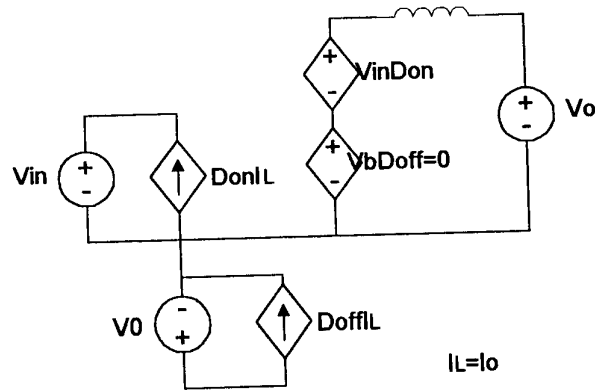 +
VinDon
-
+
Vo
-
+
VbDoff=0
-
Vin
+
-
DonIL
V0
-
+
DoffIL
IL=Io